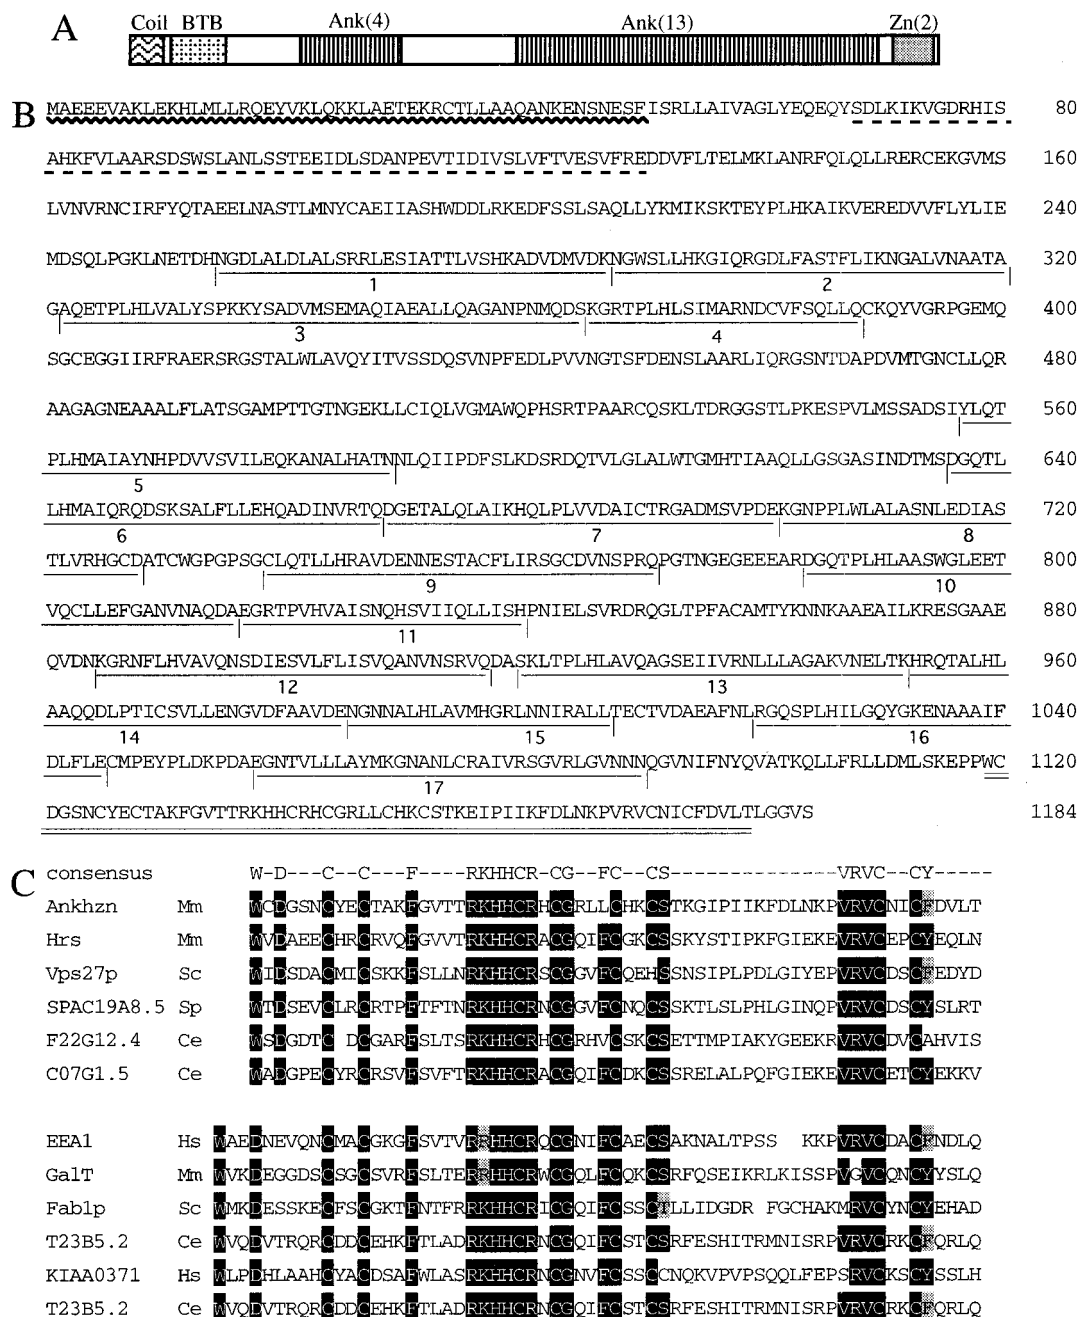 A
Coil BTB Ank(4) Ank(13) Zn(2)
B
MAEEEVAKLEKHLMLLRQEYVKLQKKLAETEKRCTLLAAQANKENSNESFISRLLAIVAGLYEQEQYSDLKIKVGDRHIS 80
AHKFVLAARSDSWSLANLSSTEEIDLSDANPEVTIDIVSLVFTVESVFREDDVFLTELMKLANRFQLQLLRERCEKGVMS 160
LVNVRNCIRFYQTAEELNASTLMNYCAEIIASHWDDLRKEDFSSLSAQLLYKMIKSKTEYPLHKAIKVEREDVVFLYLIE 240
MDSQLPGKLNETDHNGDLALDLALSRRLESIATTLVSHKADVDMVDKNGWSLLHKGIQRGDLFASTFLIKNGALVNAATA 320
1 2
GAQETPLHLVALYSPKKYSADVMSEMAQIAEALLQAGANPNMQDSKGRTPLHLSIMARNDCVFSQLLQCKQYVGRPGEMQ 400
3 4
SGCEGGIIRFRAERSRGSTALWLAVQYITVSSDQSVNPFEDLPVVNGTSFDENSLAARLIQRGSNTDAPDVMTGNCLLQR 480
AAGAGNEAAALFLATSGAMPTTGTNGEKLLCIQLVGMAWQPHSRTPAARCQSKLTDRGGSTLPKESPVLMSSADSIYLQT 560
PLHMAIAYNHPDVVSVILEQKANALHATNNLQIIPDFSLKDSRDQTVLGLALWTGMHTIAAQLLGSGASINDTMSDGQTL 640
5
LHMAIQRQDSKSALFLLEHQADINVRTQDGETALQLAIKHQLPLVVDAICTRGADMSVPDEKGNPPLWLALASNLEDIAS 720
6 7 8
TLVRHGCDATCWGPGPSGCLQTLLHRAVDENNESTACFLIRSGCDVNSPRQPGTNGEGEEEARDGQTPLHLAASWGLEET 800
9 10
VQCLLEFGANVNAQDAEGRTPVHVAISNQHSVIIQLLISHPNIELSVRDRQGLTPFACAMTYKNNKAAEAILKRESGAAE 880
11
QVDNKGRNFLHVAVQNSDIESVLFLISVQANVNSRVQDASKLTPLHLAVQAGSEIIVRNLLLAGAKVNELTKHRQTALHL 960
12 13
AAQQDLPTICSVLLENGVDFAAVDENGNNALHLAVMHGRLNNIRALLTECTVDAEAFNLRGQSPLHILGQYGKENAAAIF 1040
14 15 16
DLFLECMPEYPLDKPDAEGNTVLLLAYMKGNANLCRAIVRSGVRLGVNNNQGVNIFNYQVATKQLLFRLLDMLSKEPPWC 1120
17
DGSNCYECTAKFGVTTRKHHCRHCGRLLCHKCSTKEIPIIKFDLNKPVRVCNICFDVLTLGGVS 1184
C
consensus W-D---C--C---F----RKHHCR-CG--FC--CS--------------VRVC--CY-----
Ankhzn Mm WCDGSNCYECTAKFGVTTRKHHCRHCGRLLCHKCSTKGIPIIKFDLNKPVRVCNICFDVLT
Hrs Mm WVDAEECHRCRVQFGVVTRKHHCRACGQIFCGKCSSKYSTIPKFGIEKEVRVCEPCYEQLN
Vps27p Sc WIDSDACMICSKKFSLLNRKHHCRSCGGVFCQEHSSNSIPLPDLGIYEPVRVCDSCFEDYD
SPAC19A8.5 Sp WTDSEVCLRCRTPFTFTNRKHHCRNCGGVFCNQCSSKTLSLPHLGINQPVRVCDSCYSLRT
F22G12.4 Ce WSDGDTC DCGARFSLTSRKHHCRHCGRHVCSKCSETTMPIAKYGEEKRVRVCDVCAHVIS
C07G1.5 Ce WADGPECYRCRSVFSVFTRKHHCRACGQIFCDKCSSRELALPQFGIEKEVRVCETCYEKKV
EEA1 Hs WAEDNEVQNCMACGKGFSVTVRRHHCRQCGNIFCAECSAKNALTPSS KKPVRVCDACFNDLQ
GalT Mm WVKDEGGDSCSGCSVRFSLTERRHHCRWCGQLFCQKCSRFQSEIKRLKISSPVGVCQNCYYSLQ
Fab1p Sc WMKDESSKECFSCGKTFNTFRRKHHCRICGQIFCSSCTLLIDGDR FGCHAKMRVCYNCYEHAD
T23B5.2 Ce WVQDVTRQRCDDCEHKFTLADRKHHCRNCGQIFCSTCSRFESHITRMNISRPVRVCRKCFQRLQ
KIAA0371 Hs WLPDHLAAHCYACDSAFWLASRKHHCRNCGNVFCSSCCNQKVPVPSQQLFEPSRVCKSCYSSLH
T23B5.2 Ce WVQDVTRQRCDDCEHKFTLADRKHHCRNCGQIFCSTCSRFESHITRMNISRPVRVCRKCFQRLQ